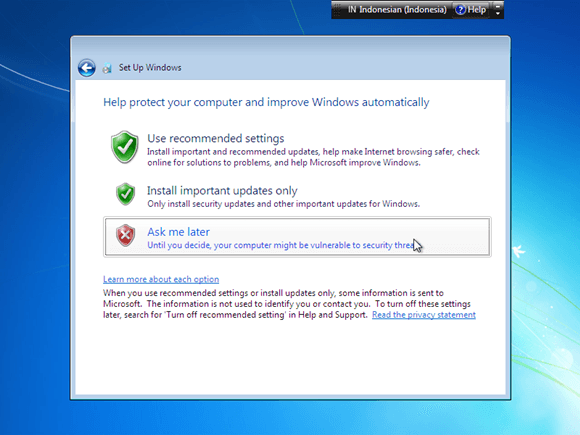 IN Indonesian (Indonesia) ? Help
Set Up Windows
Help protect your computer and improve Windows automatically
Use recommended settings
Install important and recommended updates, help make Internet browsing safer, check
online for solutions to problems, and help Microsoft improve Windows.
Install important updates only
Only install security updates and other important updates for Windows.
Ask me later
Until you decide, your computer might be vulnerable to security
Learn more about each option
When you use recommended settings or install updates only, some information is sent to
Microsoft. The information is not used to identify you or contact you. To turn off these settings
later, search for 'Turn off recommended setting' in Help and Support. Read the privacy statement